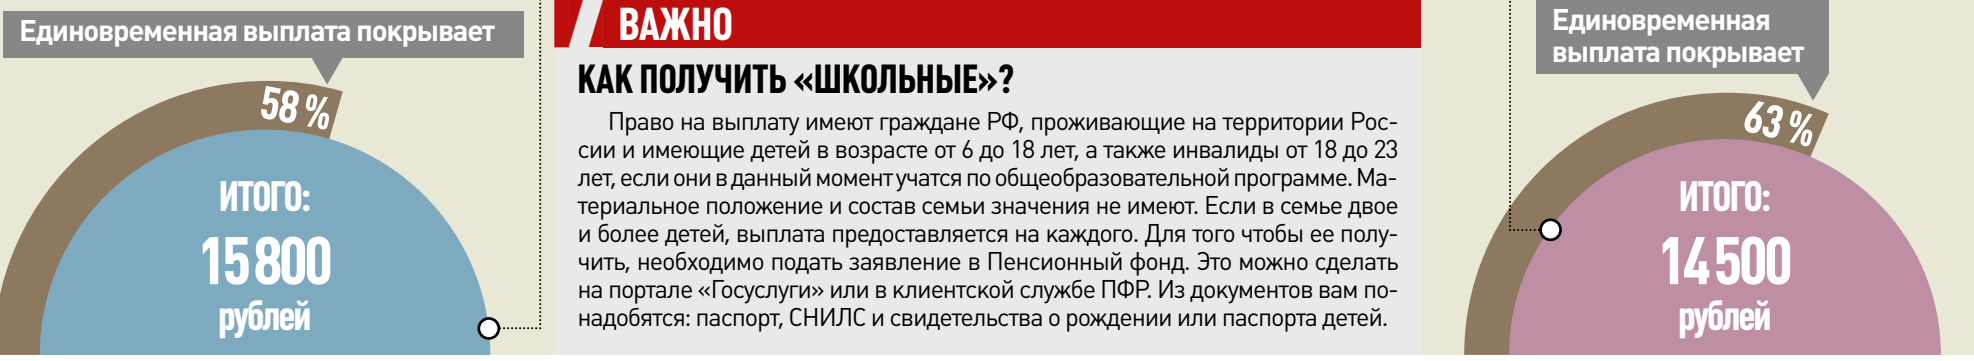 Единовременная выплата покрывает
58 %
ИТОГО:
15 800
рублей
ВАЖНО
КАК ПОЛУЧИТЬ «ШКОЛЬНЫЕ»?
Право на выплату имеют граждане РФ, проживающие на территории Рос-
сии и имеющие детей в возрасте от 6 до 18 лет, а также инвалиды от 18 до 23
лет, если они в данный момент учатся по общеобразовательной программе. Ма-
териальное положение и состав семьи значения не имеют. Если в семье двое
и более детей, выплата предоставляется на каждого. Для того чтобы ее полу-
чить, необходимо подать заявление в Пенсионный фонд. Это можно сделать
на портале «Госуслуги» или в клиентской службе ПФР. Из документов вам по-
надобятся: паспорт, СНИЛС и свидетельства о рождении или паспорта детей.
Единовременная
выплата покрывает
63 %
ИТОГО:
14 500
рублей